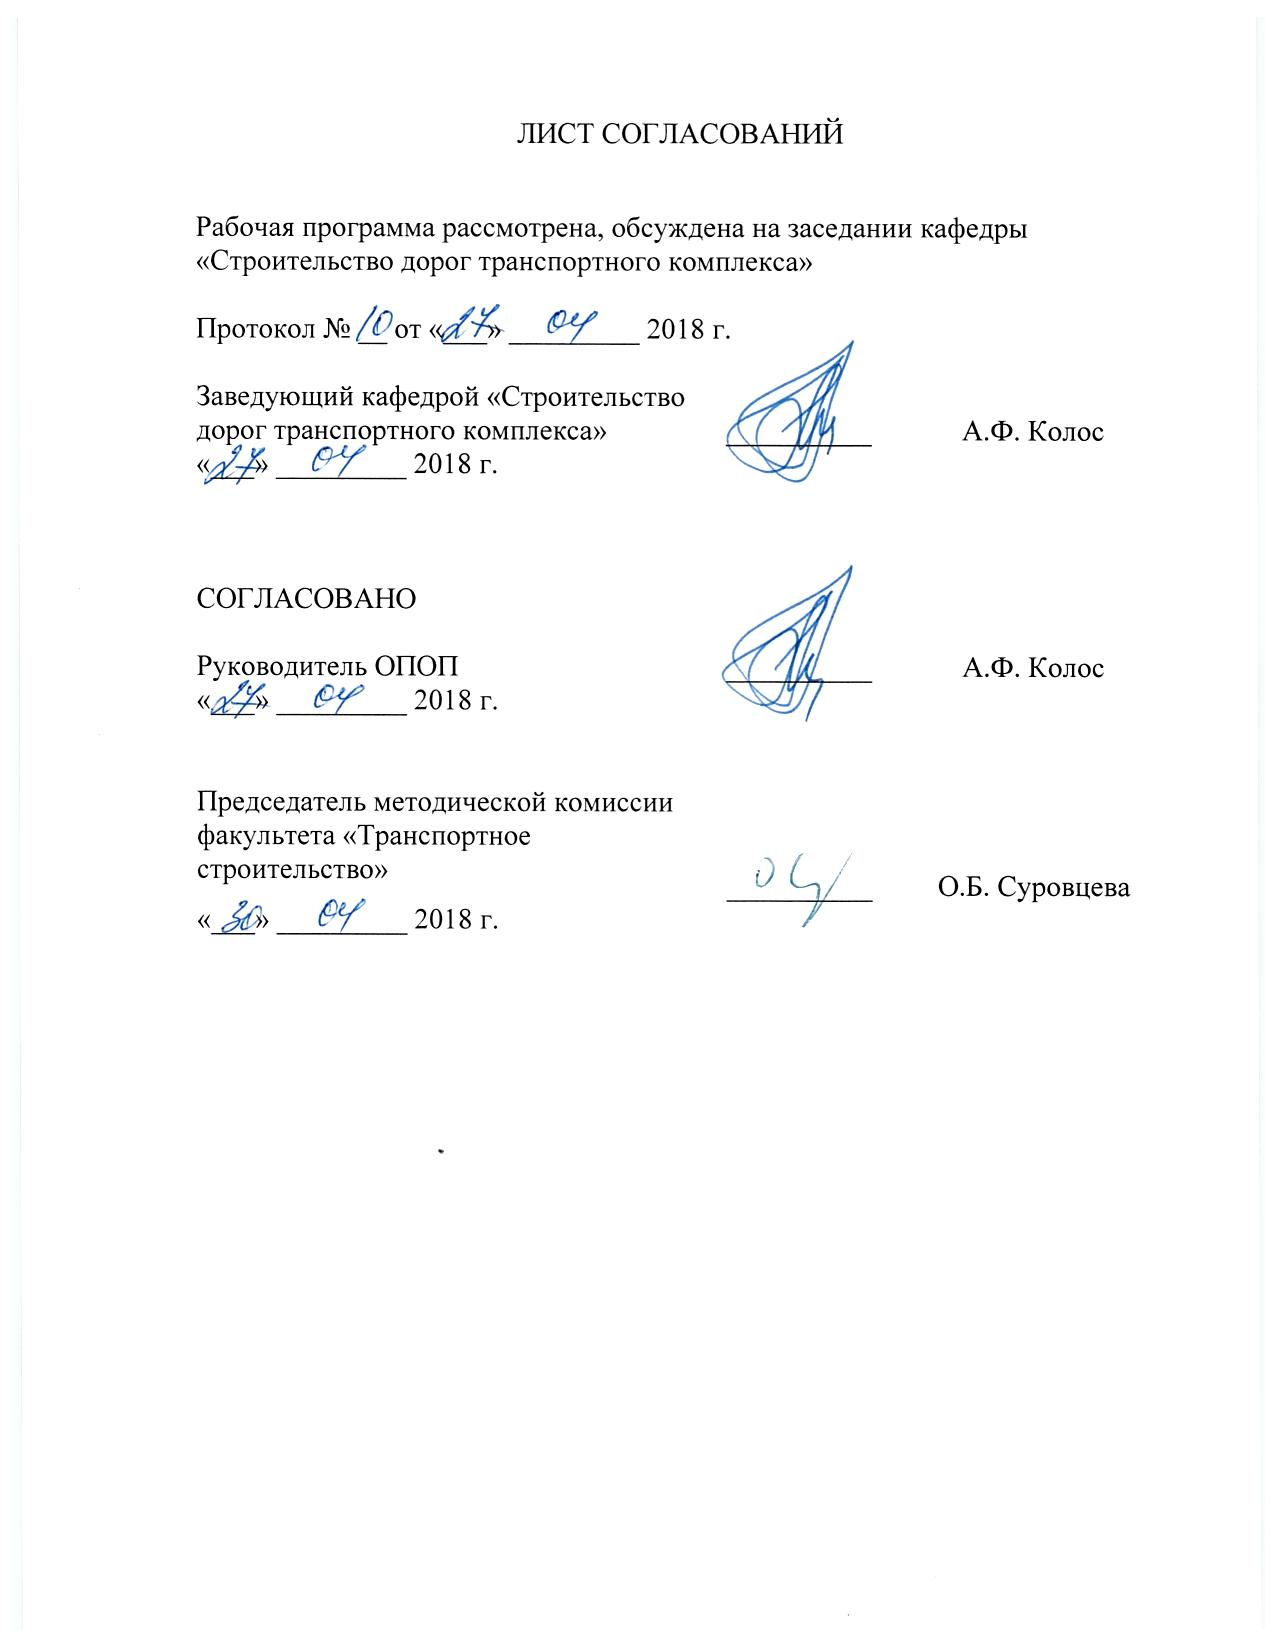 ЛИСТ СОГЛАСОВАНИЙ
Рабочая программа рассмотрена, обсуждена на заседании кафедры
«Строительство дорог транспортного комплекса»
Протокол № 10 от «27» 04 2018 г.
Заведующий кафедрой «Строительство
дорог транспортного комплекса» А.Ф. Колос
«27» 04 2018 г.
СОГЛАСОВАНО
Руководитель ОПОП А.Ф. Колос
«27» 04 2018 г.
Председатель методической комиссии
факультета «Транспортное
строительство»
О.Б. Суровцева
«30» 04 2018 г.